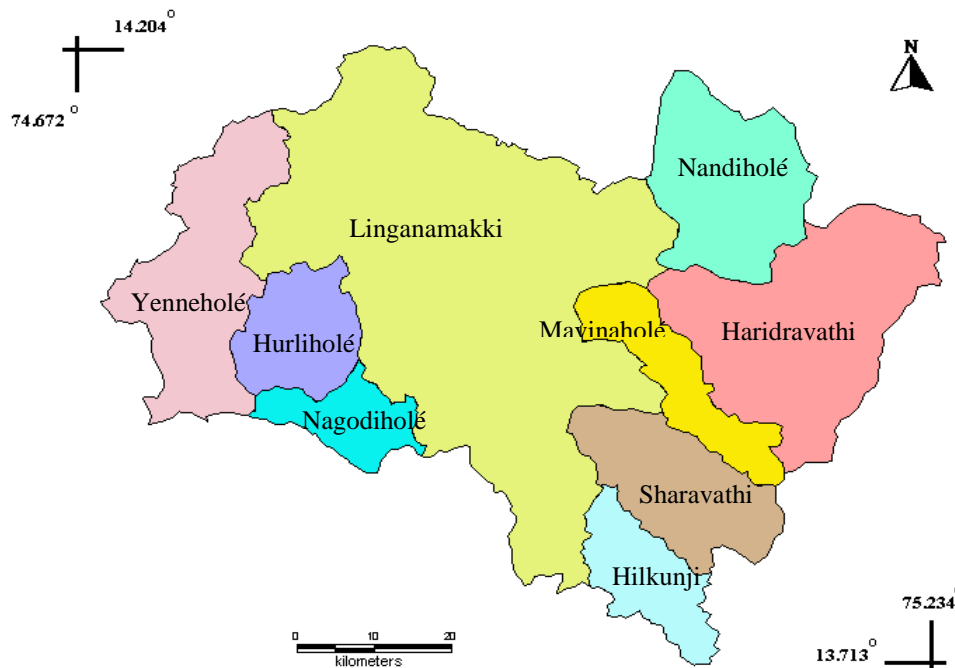 14.204°
74.672°
N
Nandiholé
Linganamakki
Yenneholé
Mavinaholé
Haridravathi
Hurliholé
Nagodiholé
Sharavathi
Hilkunji
75.234°
0 10 20
kilometers
13.713°